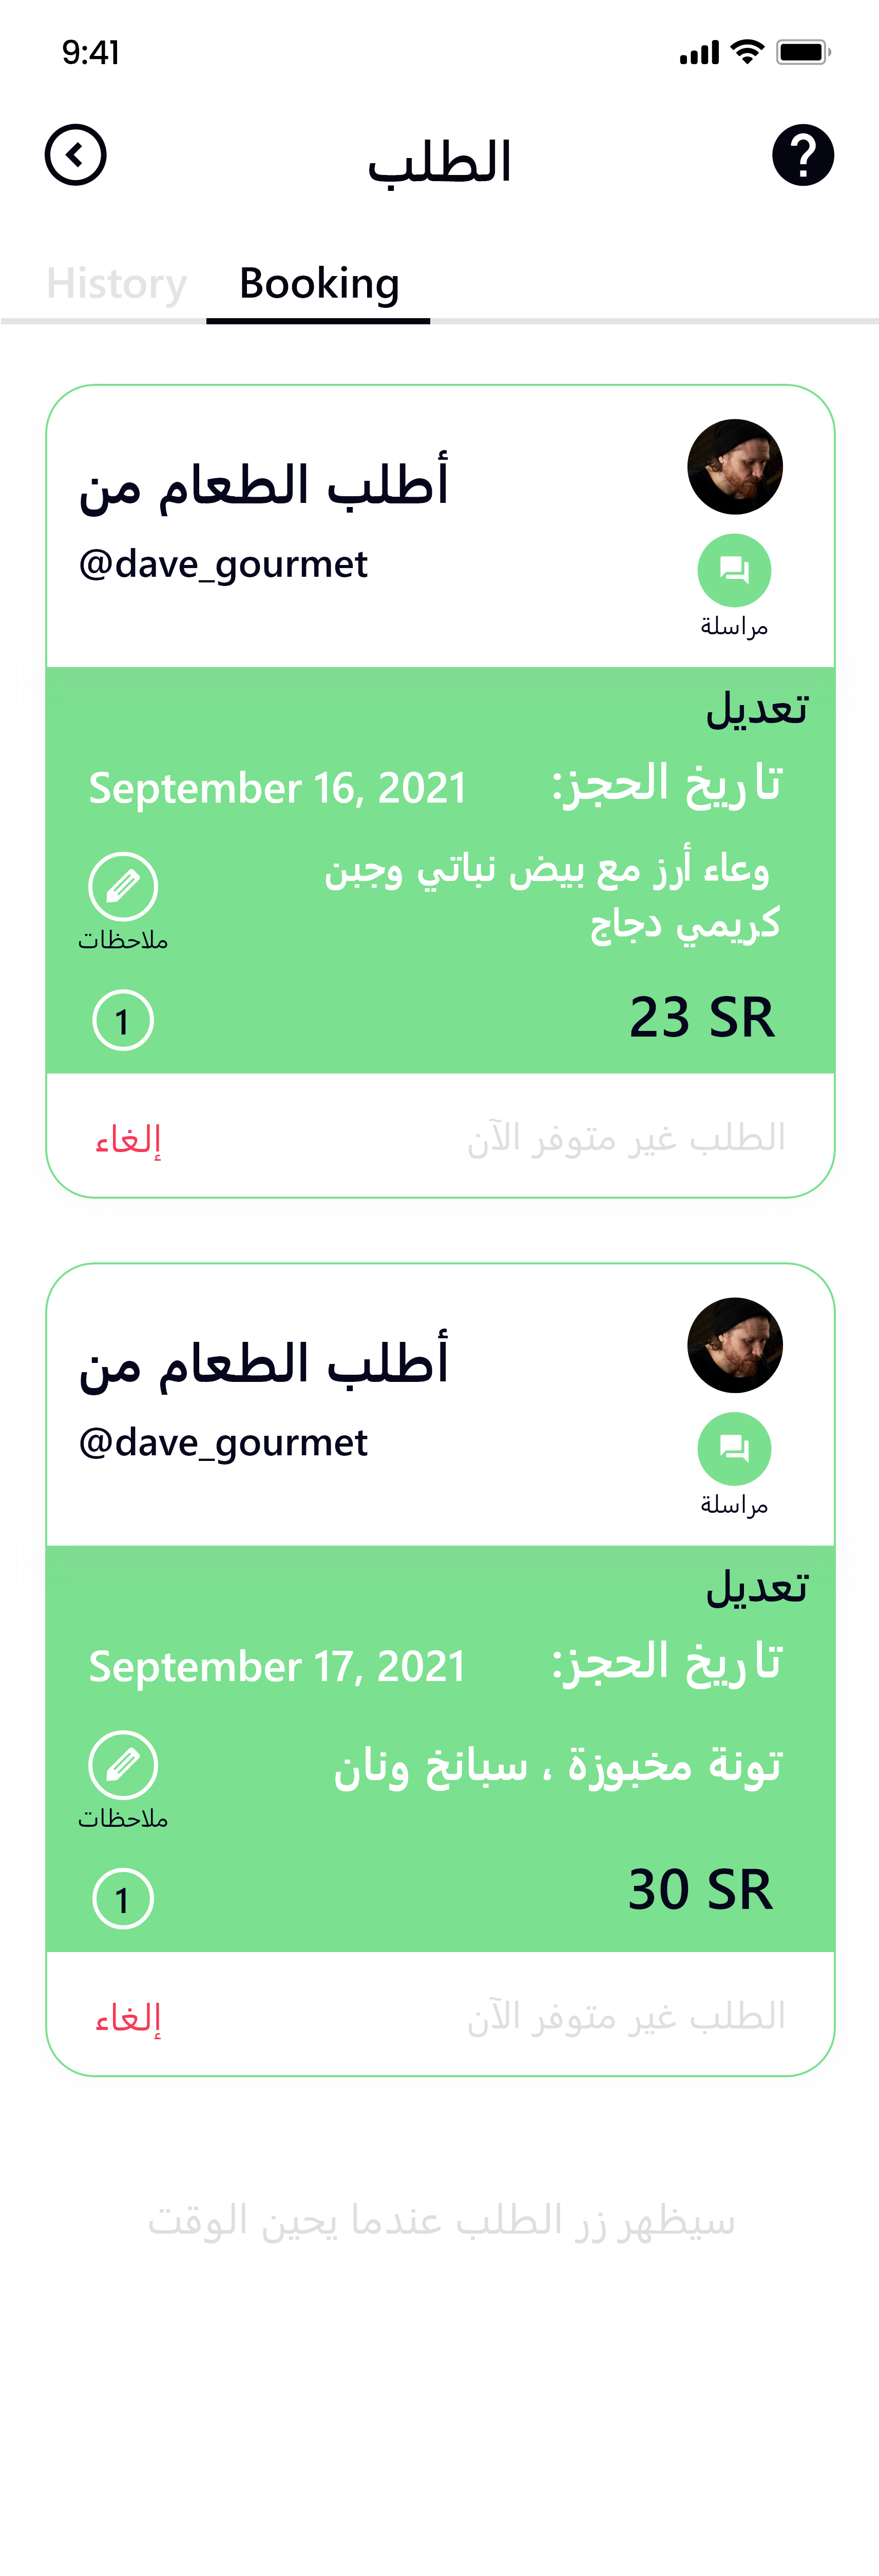 9:41
الطلب
History
Booking
أطلب الطعام من
@dave_gourmet
مراسلة
تعديل
تاريخ الحجز:
September 16, 2021
وعاء أرز مع بيض نباتي وجبن
كريمي دجاج
ملاحظات
23 SR
1
الطلب غير متوفر الآن
إلغاء
أطلب الطعام من
@dave_gourmet
مراسلة
تعديل
تاريخ الحجز:
September 17, 2021
تونة مخبوزة ، سبانخ ونان
ملاحظات
30 SR
1
الطلب غير متوفر الآن
إلغاء
سيظهر زر الطلب عندما يحين الوقت